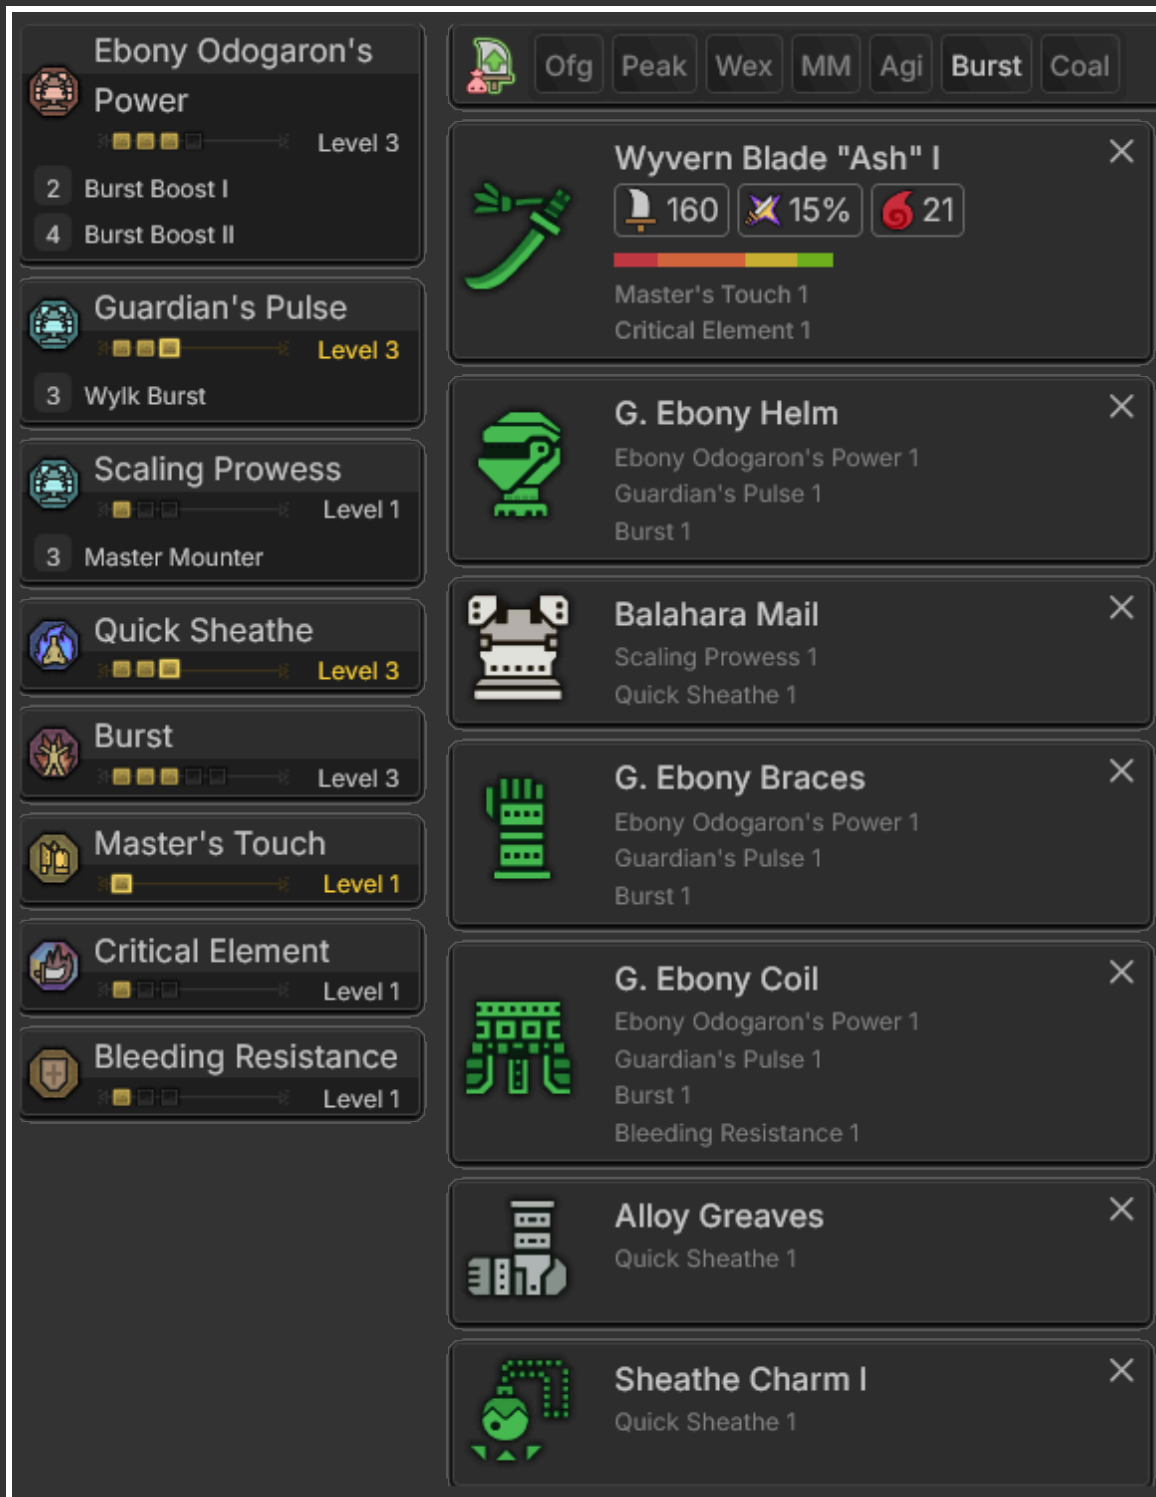 Ebony Odogaron's
Power
Level 3
2 Burst Boost I
4 Burst Boost II
Guardian's Pulse
Level 3
3 Wylk Burst
Scaling Prowess
Level 1
3 Master Mounter
Quick Sheathe
Level 3
Burst
Level 3
Master's Touch
Level 1
Critical Element
Level 1
Bleeding Resistance
Level 1
Ofg Peak Wex MM Agi Burst Coal
Wyvern Blade "Ash" I
160 15% 21
Master's Touch 1
Critical Element 1
G. Ebony Helm
Ebony Odogaron's Power 1
Guardian's Pulse 1
Burst 1
Balahara Mail
Scaling Prowess 1
Quick Sheathe 1
G. Ebony Braces
Ebony Odogaron's Power 1
Guardian's Pulse 1
Burst 1
G. Ebony Coil
Ebony Odogaron's Power 1
Guardian's Pulse 1
Burst 1
Bleeding Resistance 1
Alloy Greaves
Quick Sheathe 1
Sheathe Charm I
Quick Sheathe 1